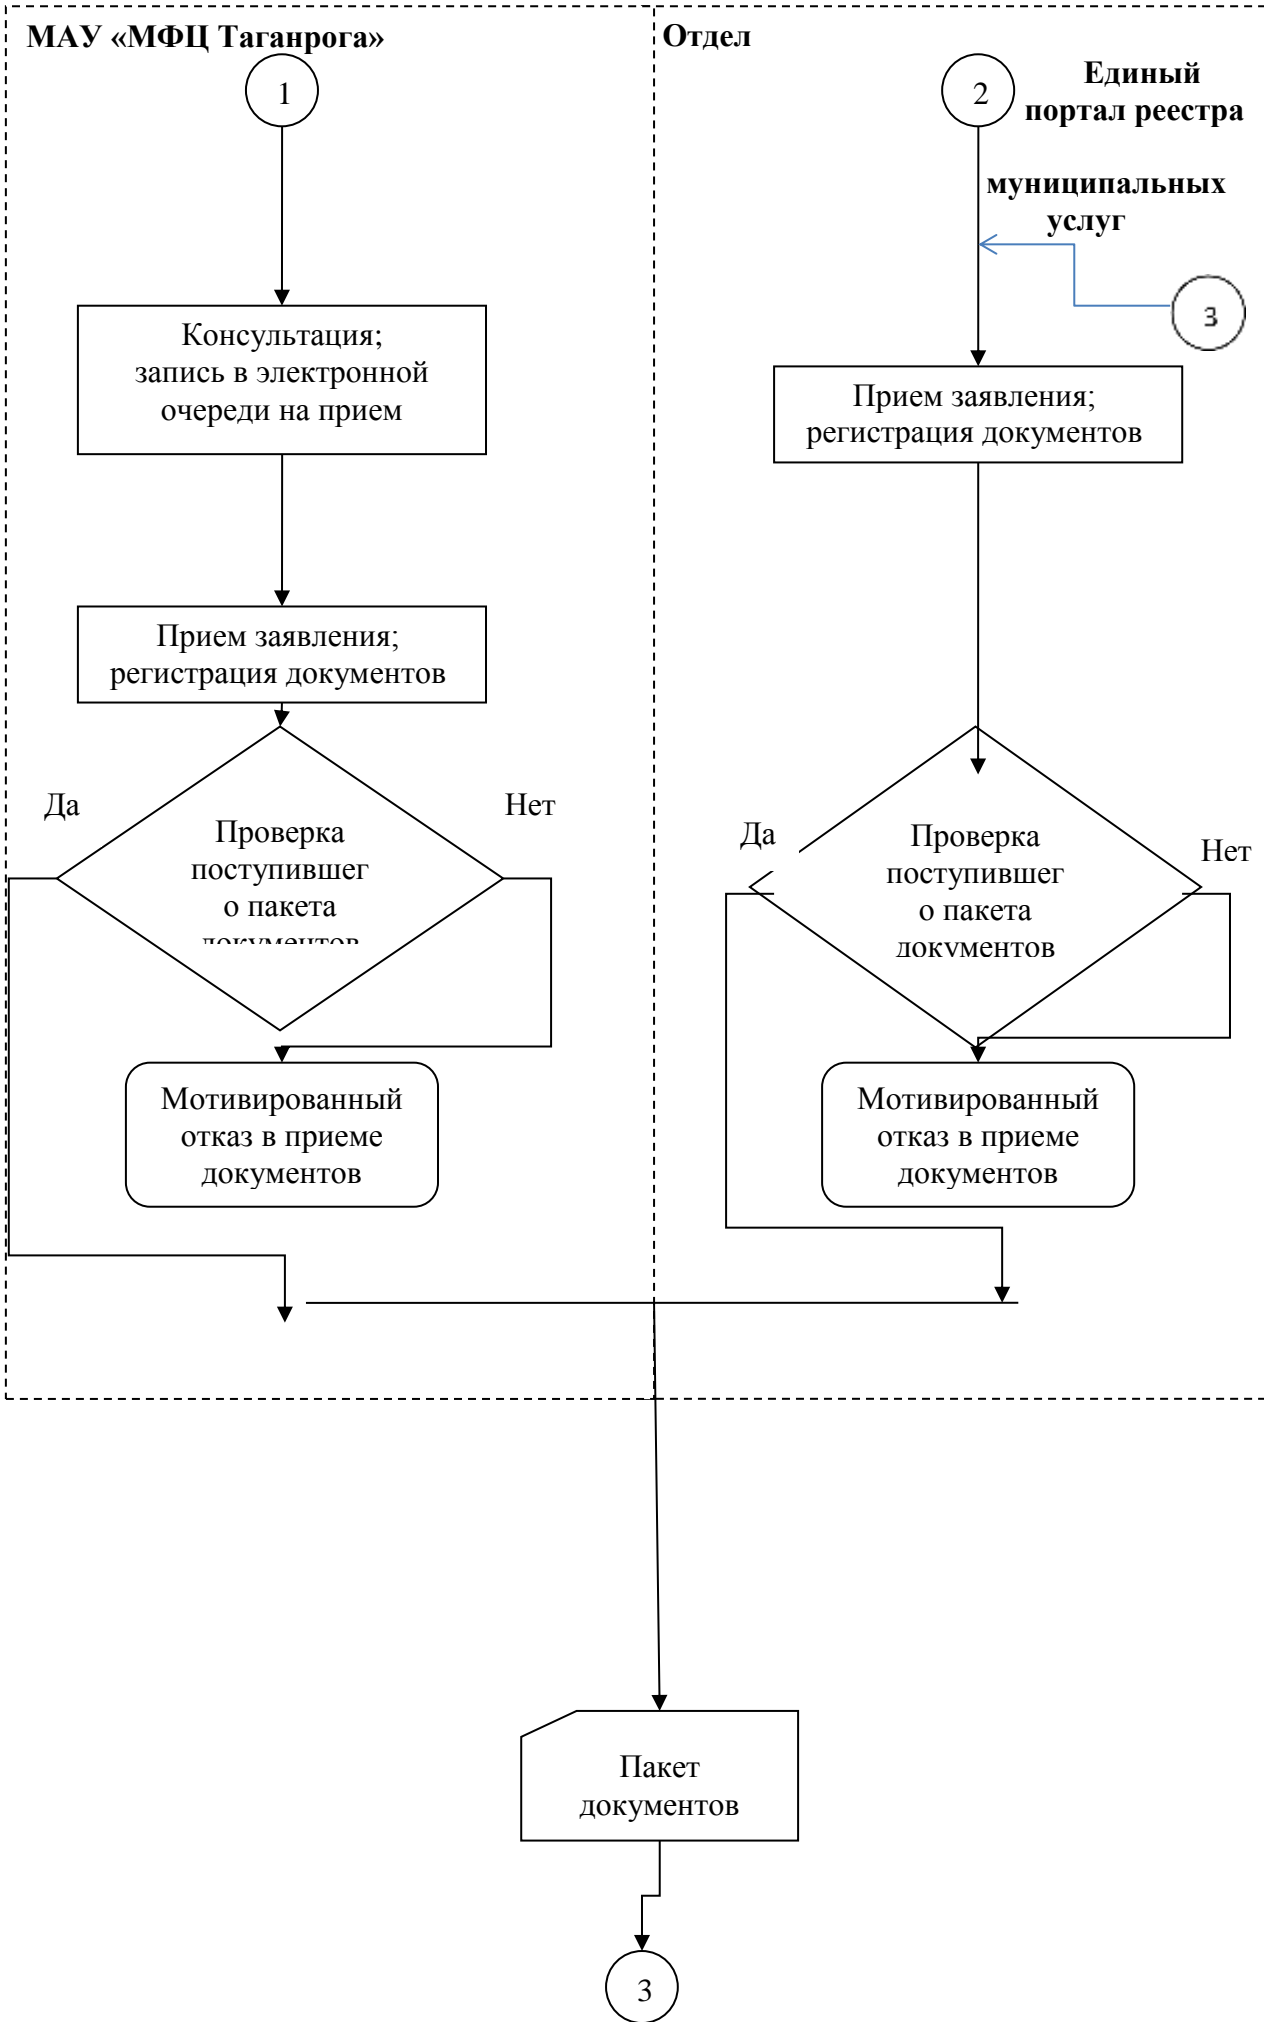 МАУ «МФЦ Таганрога»
Отдел
1
2
Единый
портал реестра
муниципальных
услуг
3
Консультация;
запись в электронной
очереди на прием
Прием заявления;
регистрация документов
Прием заявления;
регистрация документов
Да
Нет
Проверка
поступившег
о пакета
документов
Да
Нет
Проверка
поступившег
о пакета
документов
Мотивированный
отказ в приеме
документов
Мотивированный
отказ в приеме
документов
Пакет
документов
3